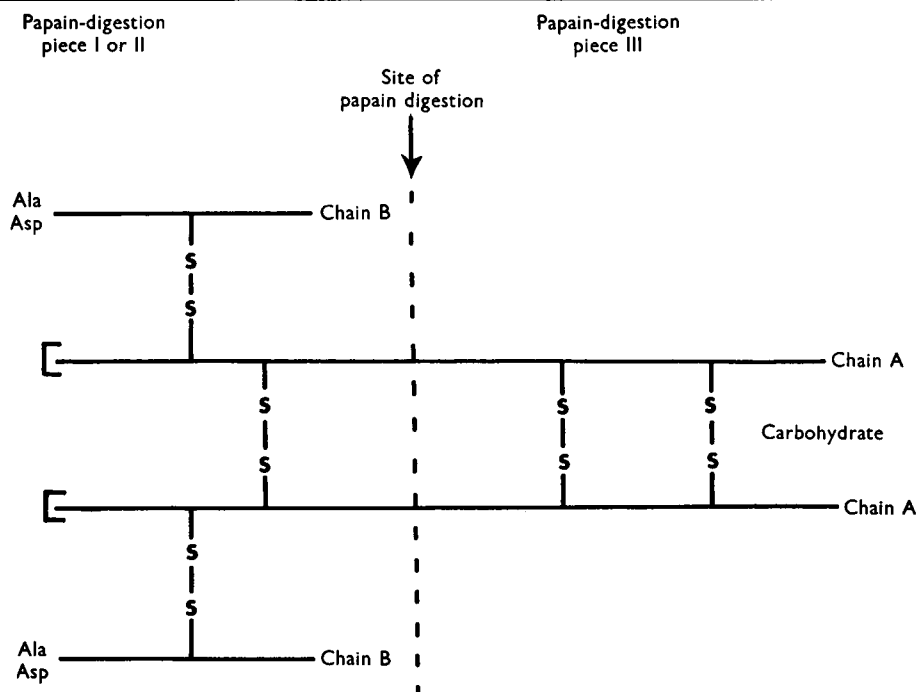 Papain-digestion
piece I or II
Papain-digestion
piece III
Site of
papain digestion
Ala
Asp
Chain B
S
S
Chain A
S
S
S
S
S
S
Carbohydrate
Chain A
S
S
Ala
Asp
Chain B